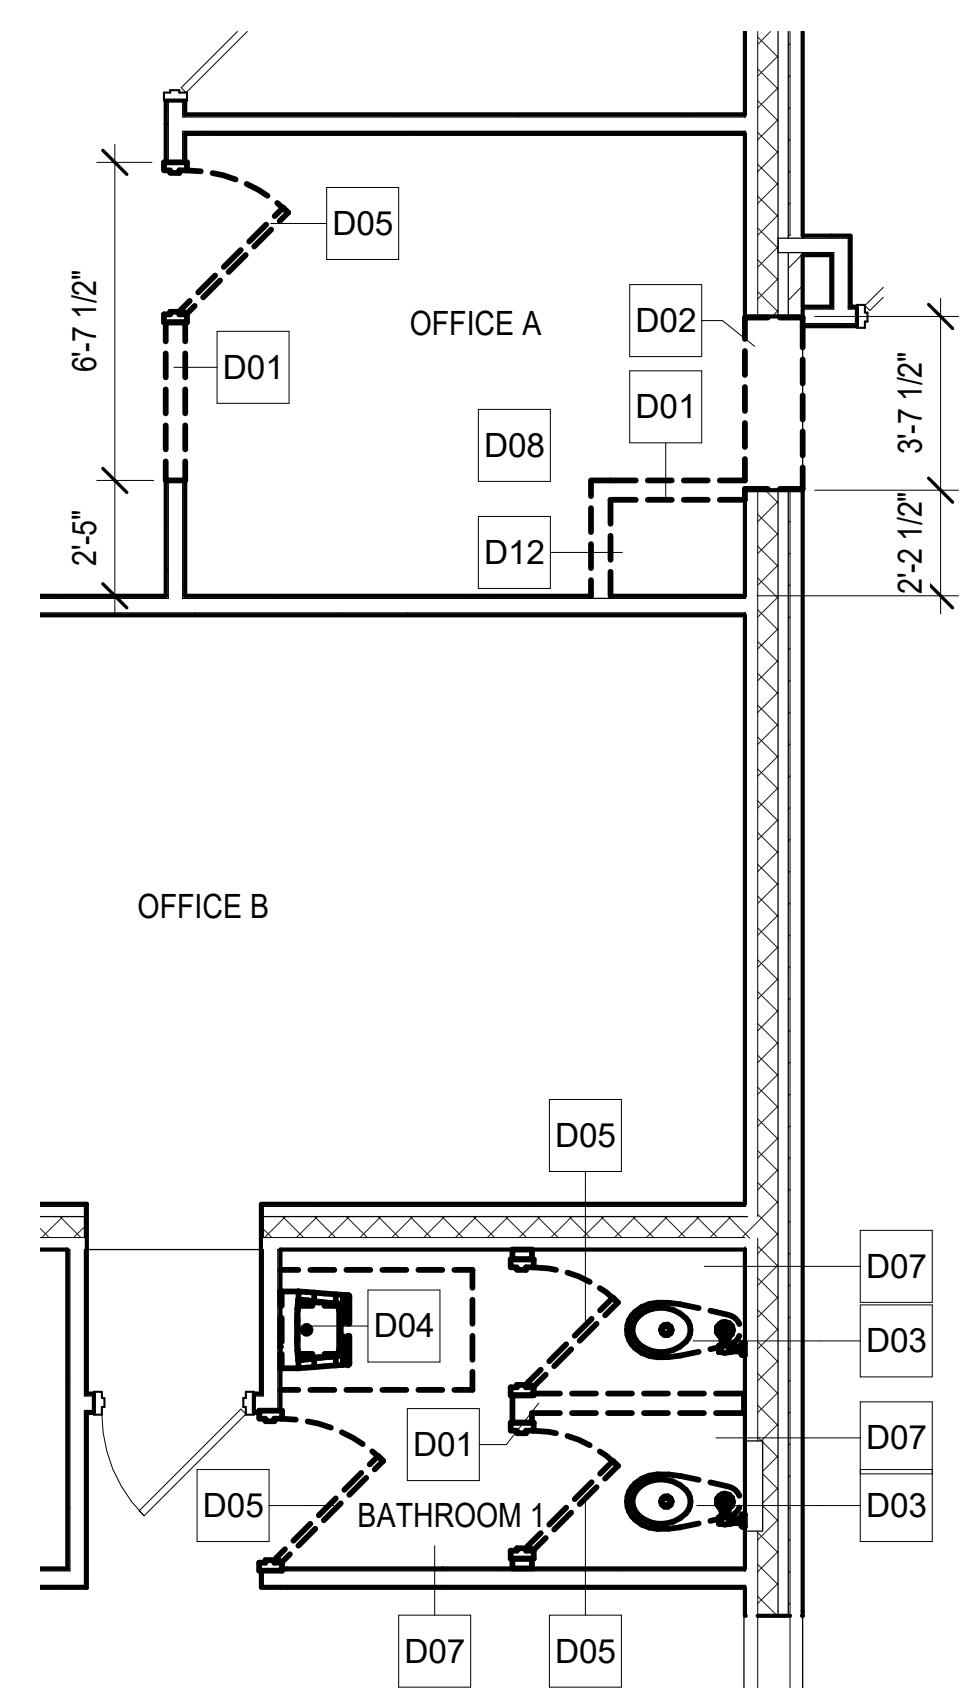 D05
6'-7 1/2"
OFFICE A
D02
D01
D01
3'-7 1/2"
D08
2'-5"
D12
2'-2 1/2"
OFFICE B
D05
D07
D04
D03
D01
D07
D05
BATHROOM 1
D03
D07
D05